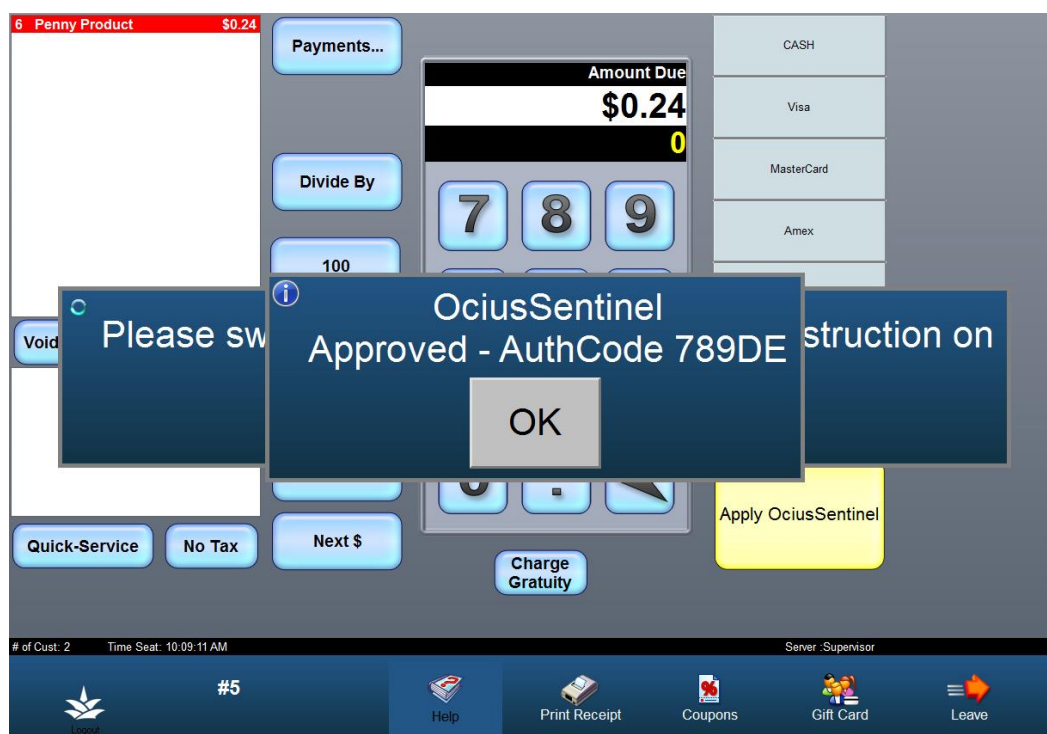 6 Penny Product $0.24
Payments...
CASH
Amount Due
$0.24
0
Visa
MasterCard
Divide By
7 8 9
Amex
100
OciusSentinel
Approved - AuthCode 789DE
OK
Please
on
Void
0 .
Apply OciusSentinel
Quick-Service
No Tax
Next $
Charge
Gratuity
# of Cust: 2 Time Seat: 10:09:11 AM Server :Supervisor
#5
Logout
Help
Print Receipt
%
Coupons
Gift Card
Leave